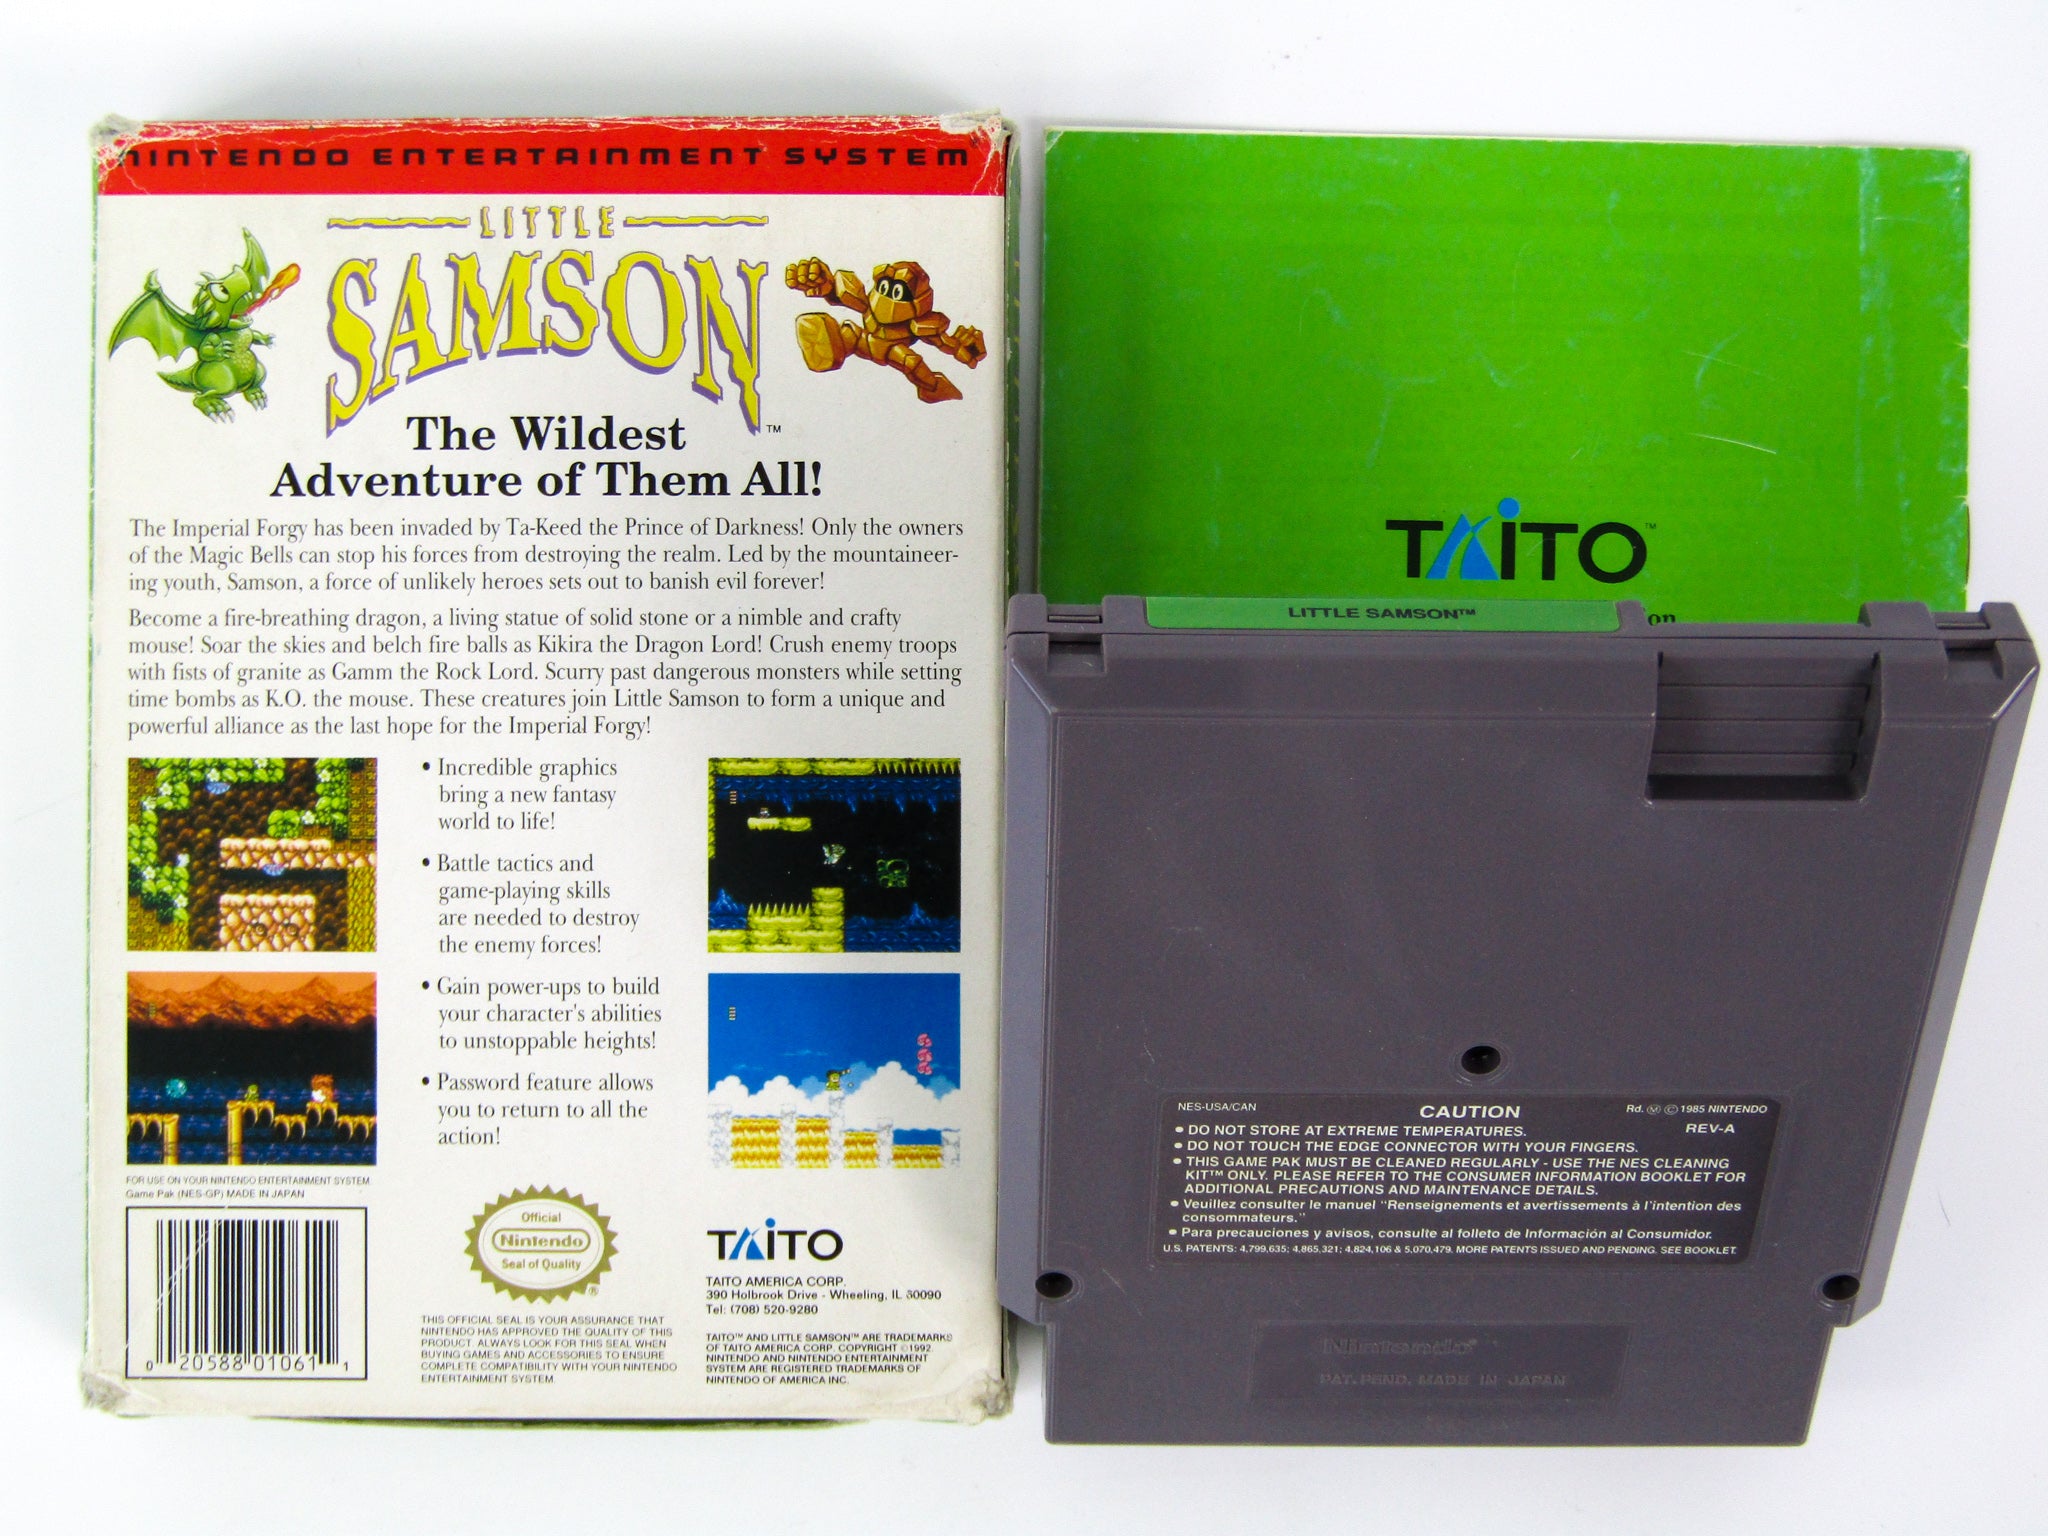 NINTENDO ENTERTAINMENT SYSTEM®
LITTLE
SAMSON™
The Wildest
Adventure of Them All!
The Imperial Forgy has been invaded by Ta-Keed the Prince of Darkness! Only the owners
of the Magic Bells can stop his forces from destroying the realm. Led by the mountaineer-
ing youth, Samson, a force of unlikely heroes sets out to banish evil forever!
Become a fire-breathing dragon, a living statue of solid stone or a nimble and crafty
mouse! Soar the skies and belch fire balls as Kikira the Dragon Lord! Crush enemy troops
with fists of granite as Gamm the Rock Lord. Scurry past dangerous monsters while setting
time bombs as K.O. the mouse. These creatures join Little Samson to form a unique and
powerful alliance as the last hope for the Imperial Forgy!
• Incredible graphics
bring a new fantasy
world to life!
• Battle tactics and
game-playing skills
are needed to destroy
the enemy forces!
• Gain power-ups to build
your character's abilities
to unstoppable heights!
• Password feature allows
you to return to all the
action!
FOR USE ON YOUR NINTENDO ENTERTAINMENT SYSTEM
Game Pak (NES-GP) MADE IN JAPAN
0 20588 01061 1
Official
Nintendo
Seal of Quality
®
THIS OFFICIAL SEAL IS YOUR ASSURANCE THAT
NINTENDO HAS APPROVED THE QUALITY OF THIS
PRODUCT. ALWAYS LOOK FOR THIS SEAL WHEN
BUYING GAMES AND ACCESSORIES TO ENSURE
COMPLETE COMPATIBILITY WITH YOUR NINTENDO
ENTERTAINMENT SYSTEM.
TAITO
TAITO AMERICA CORP.
390 Holbrook Drive - Wheeling, IL 60090
Tel: (708) 520-9280
TAITO™ AND LITTLE SAMSON™ ARE TRADEMARKS
OF TAITO AMERICA CORP. COPYRIGHT ©1992.
NINTENDO AND NINTENDO ENTERTAINMENT
SYSTEM ARE REGISTERED TRADEMARKS OF
NINTENDO OF AMERICA INC.
TAITO™
LITTLE SAMSON™
NES-USA/CAN
CAUTION
Rd. Ⓜ © 1985 NINTENDO
REV-A
• DO NOT STORE AT EXTREME TEMPERATURES.
• DO NOT TOUCH THE EDGE CONNECTOR WITH YOUR FINGERS.
• THIS GAME PAK MUST BE CLEANED REGULARLY - USE THE NES CLEANING
KIT™ ONLY. PLEASE REFER TO THE CONSUMER INFORMATION BOOKLET FOR
ADDITIONAL PRECAUTIONS AND MAINTENANCE DETAILS.
• Veuillez consulter le manuel "Renseignements et avertissements à l'intention des
consommateurs."
• Para precauciones y avisos, consulte al folleto de Información al Consumidor.
U.S. PATENTS: 4,799,635; 4,865,321; 4,824,106 & 5,070,479. MORE PATENTS ISSUED AND PENDING. SEE BOOKLET.
Nintendo®
PAT. PEND. MADE IN JAPAN